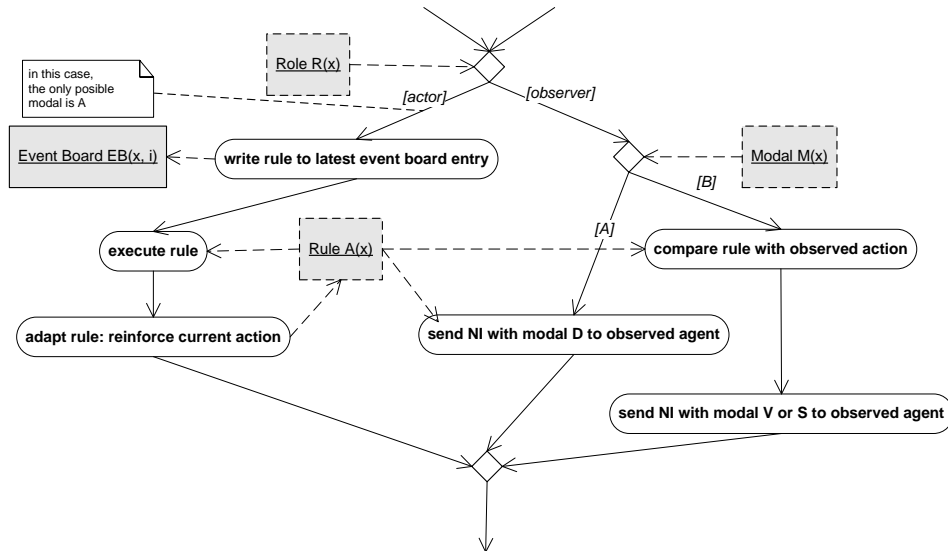 Role R(x)
in this case,
the only posible
modal is A
[actor]
[observer]
Event Board EB(x, i)
write rule to latest event board entry
Modal M(x)
[B]
[A]
execute rule
Rule A(x)
compare rule with observed action
adapt rule: reinforce current action
send NI with modal D to observed agent
send NI with modal V or S to observed agent